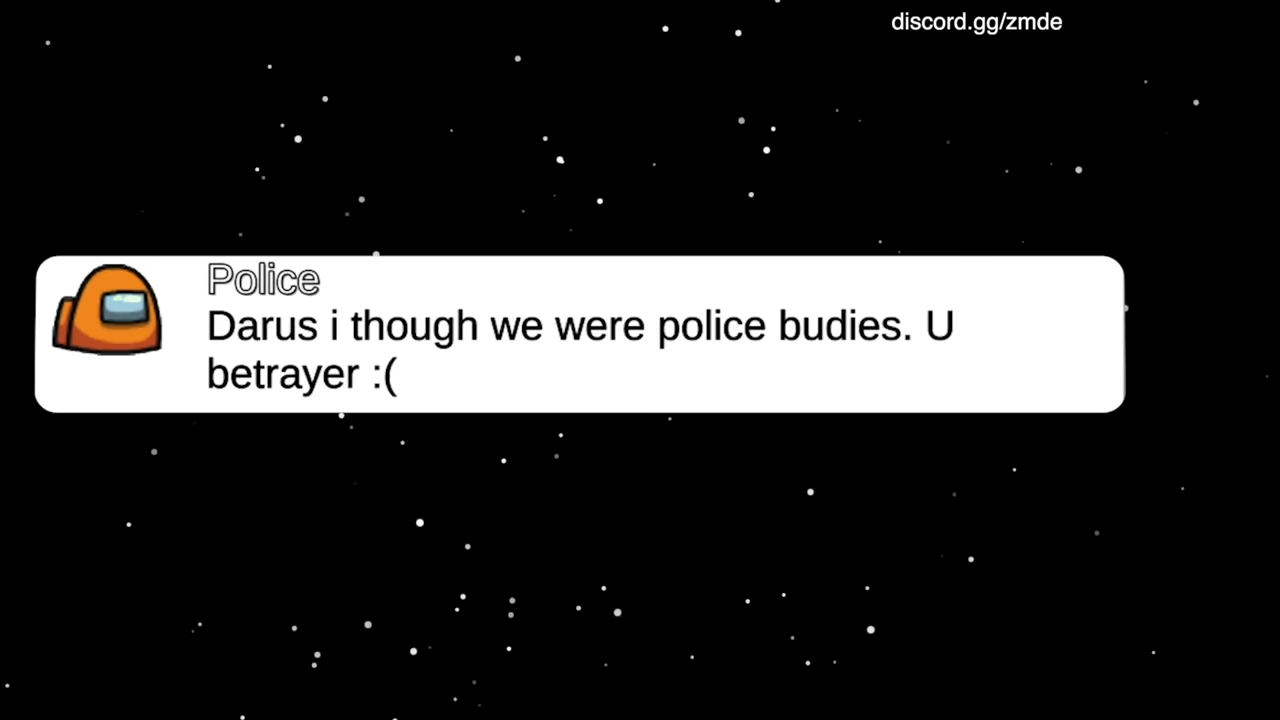 discord.gg/zmde
Police
Darus i though we were police budies. U
betrayer :(